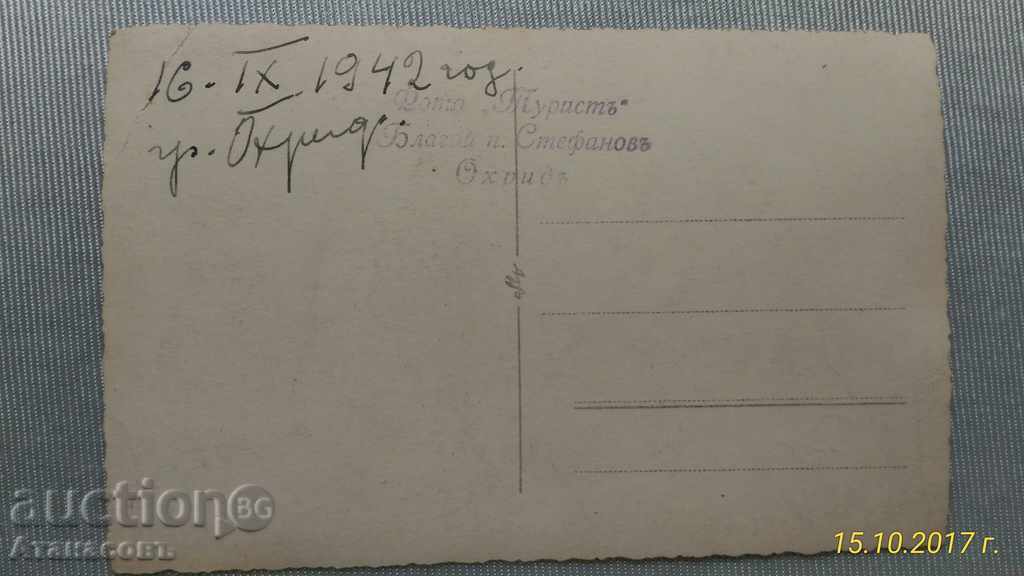 16. IX 1942 год.
гр. Охрид.
Фото „Туристъ“
Благой п. Стефановъ
Охридъ
auction BG
Атанасовъ
15.10.2017 г.